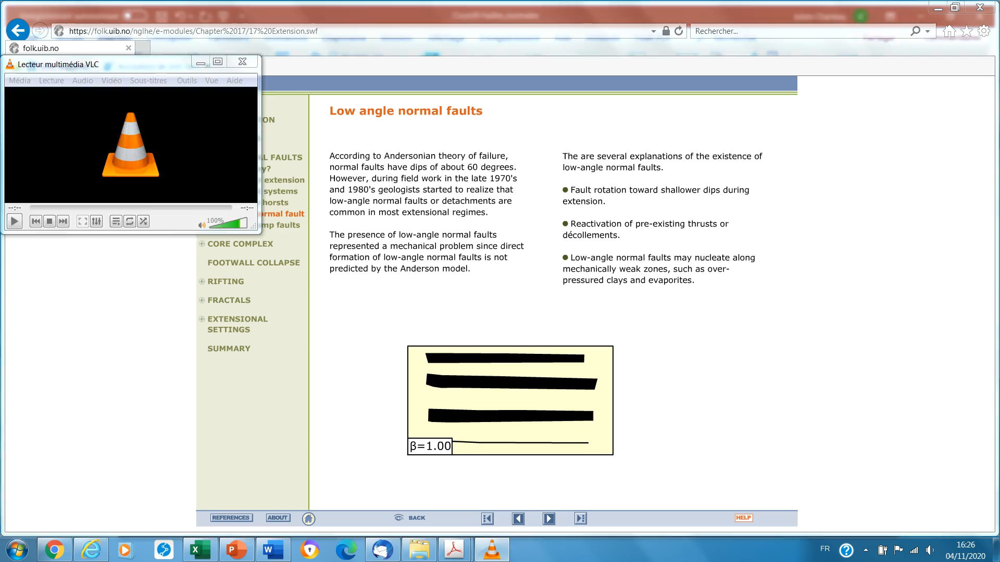 https://folk.uib.no/nglhe/e-modules/Chapter%2017/17%20Extension.swf
Rechercher...
folk.uib.no
Lecteur multimédia VLC
Média Lecture Audio Vidéo Sous-titres Outils Vue Aide
--:--
--:--
100%
ON
L FAULTS
y?
extension
systems
horsts
ormal fault
mp faults
CORE COMPLEX
FOOTWALL COLLAPSE
RIFTING
FRACTALS
EXTENSIONAL
SETTINGS
SUMMARY
Low angle normal faults
According to Andersonian theory of failure,
normal faults have dips of about 60 degrees.
However, during field work in the late 1970's
and 1980's geologists started to realize that
low-angle normal faults or detachments are
common in most extensional regimes.
The presence of low-angle normal faults
represented a mechanical problem since direct
formation of low-angle normal faults is not
predicted by the Anderson model.
The are several explanations of the existence of
low-angle normal faults.
● Fault rotation toward shallower dips during
extension.
● Reactivation of pre-existing thrusts or
décollements.
● Low-angle normal faults may nucleate along
mechanically weak zones, such as over-
pressured clays and evaporites.
β=1.00
REFERENCES ABOUT BACK HELP
FR
16:26
04/11/2020